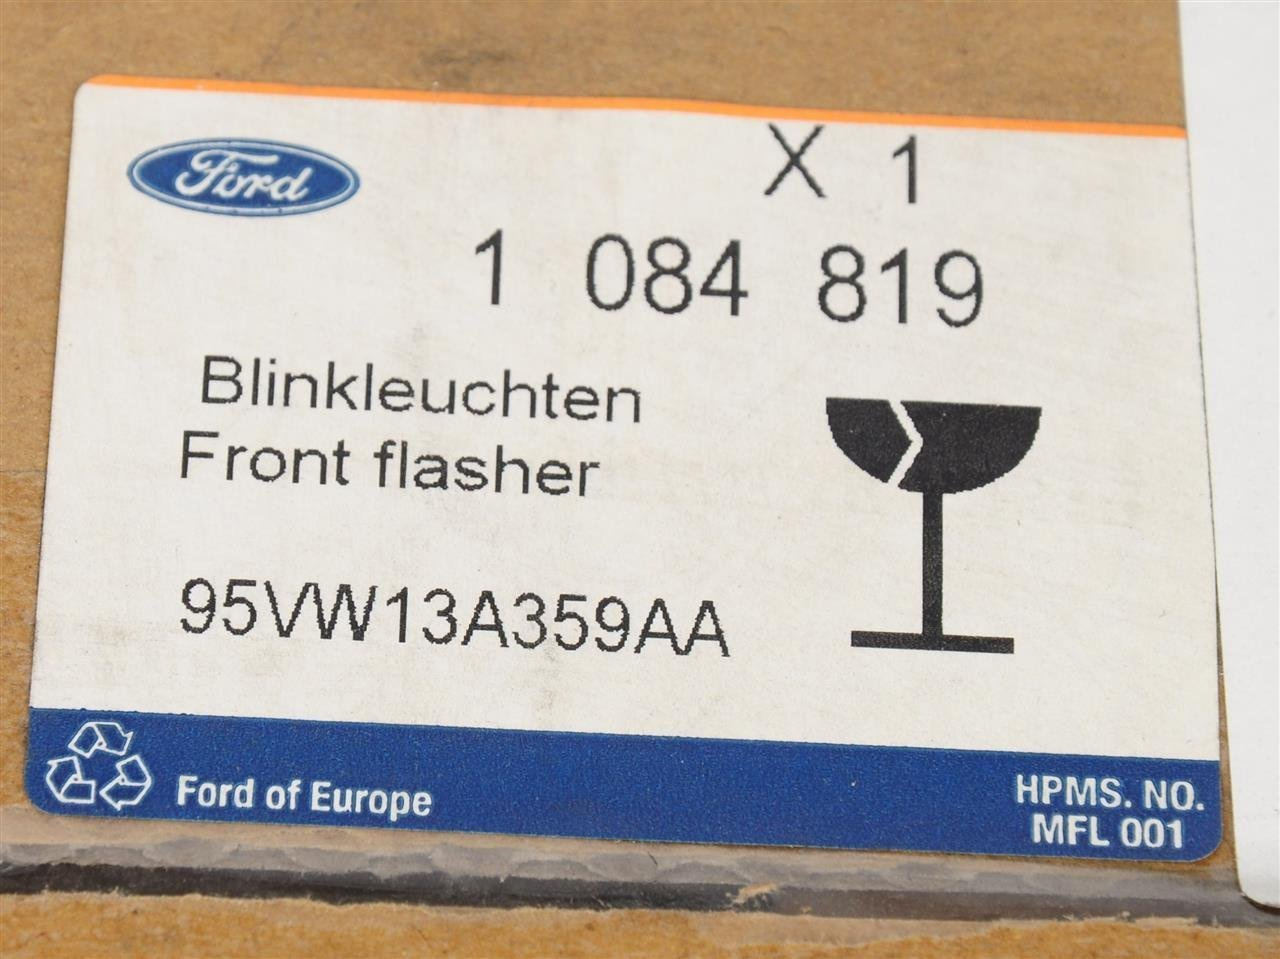 Ford
X 1
1 084 819
Blinkleuchten
Front flasher
95VW13A359AA
Ford of Europe
HPMS. NO.
MFL 001